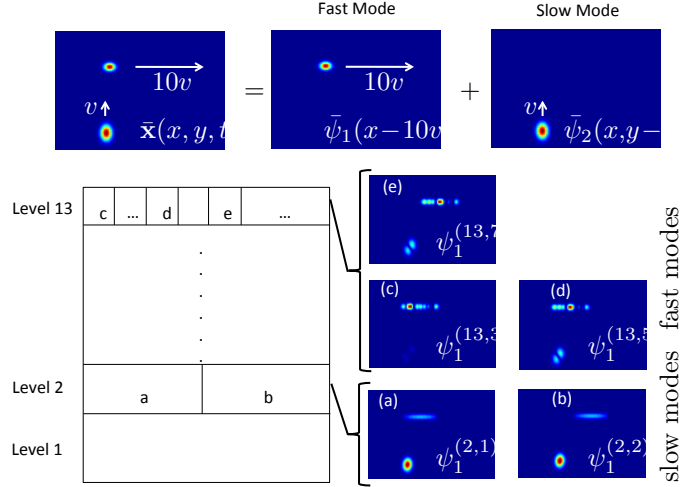 Fast Mode Slow Mode
10v = 10v +
v x̄(x, y, t ψ̄₁(x−10v v ψ̄₂(x,y−
Level 13 c ... d e ...
(e)
ψ₁^(13,7
(c) (d)
ψ₁^(13,3 ψ₁^(13,5
fast modes
Level 2 a b
(a) (b)
ψ₁^(2,1) ψ₁^(2,2)
slow modes
Level 1